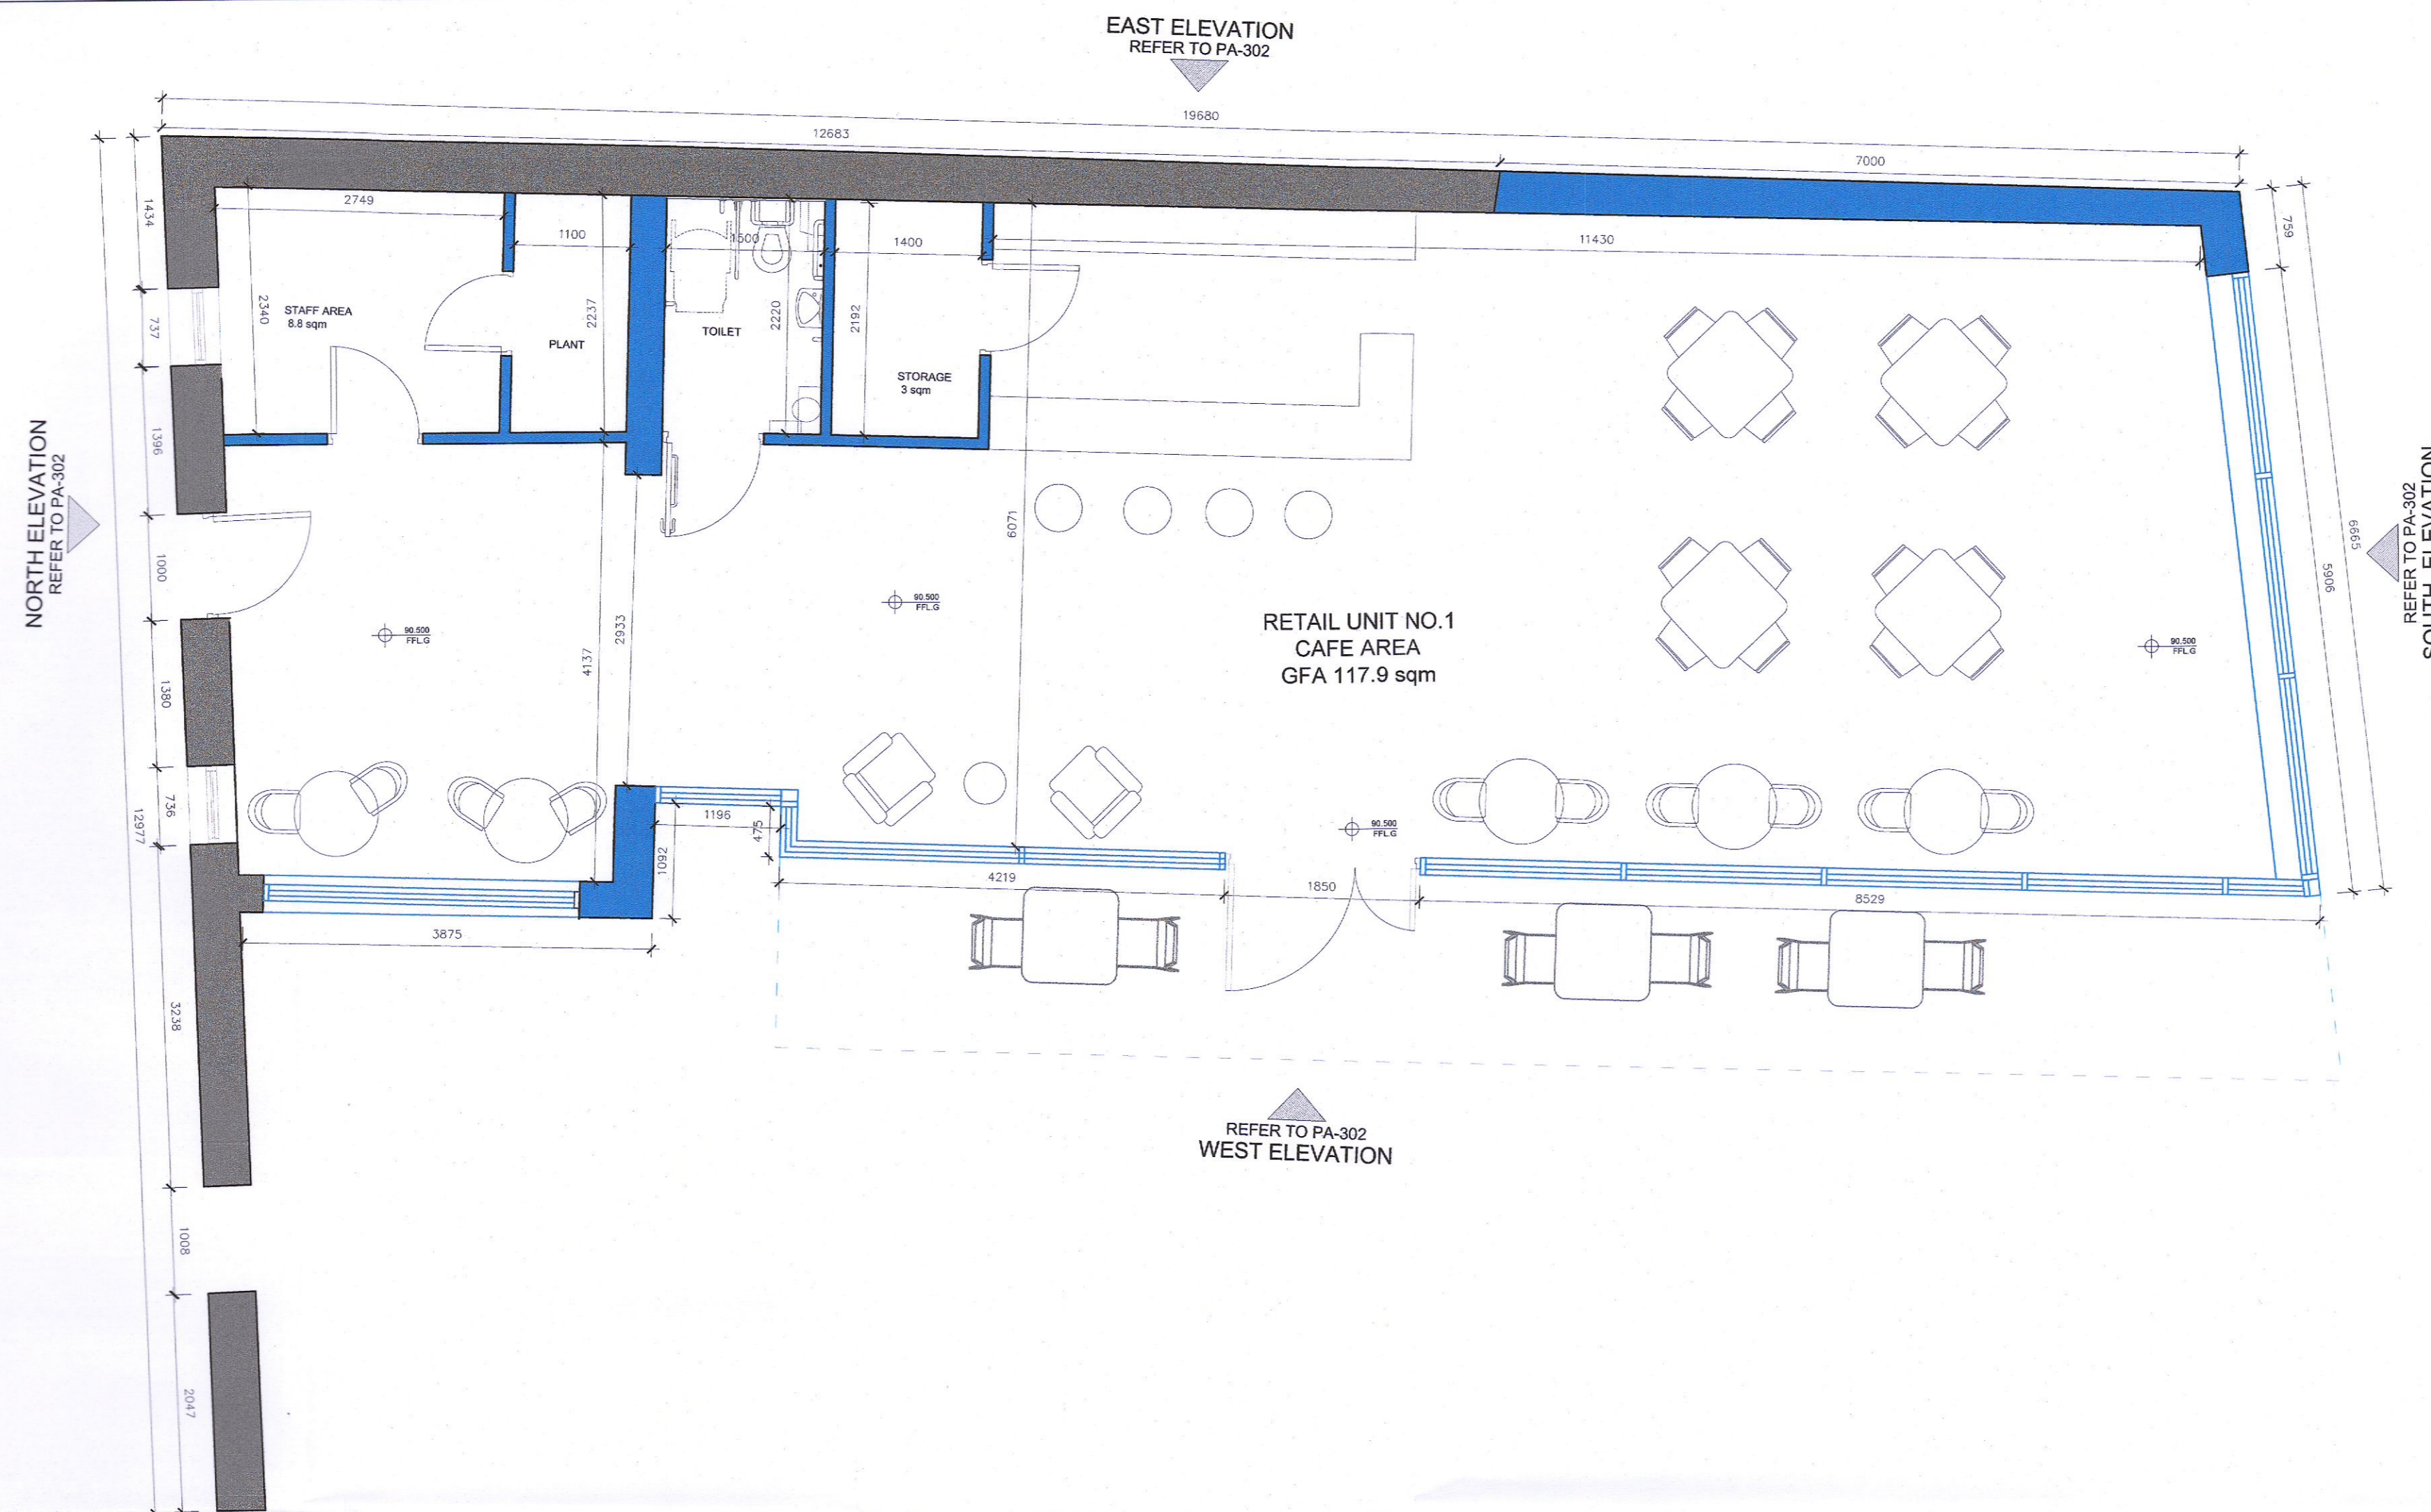 EAST ELEVATION
REFER TO PA-302
19680
12683
7000
1434
2749
1100
1500
1400
11430
759
737
2340
STAFF AREA
8.8 sqm
2237
PLANT
TOILET
2220
2192
STORAGE
3 sqm
NORTH ELEVATION
REFER TO PA-302
1396
1000
6071
90.500
FFL.G
90.500
FFL.G
2933
4137
RETAIL UNIT NO.1
CAFE AREA
GFA 117.9 sqm
90.500
FFL.G
6665
5906
REFER TO PA-302
SOUTH ELEVATION
1380
736
12977
1196
475
1092
90.500
FFL.G
4219
1850
8529
3875
3238
REFER TO PA-302
WEST ELEVATION
1008
2047